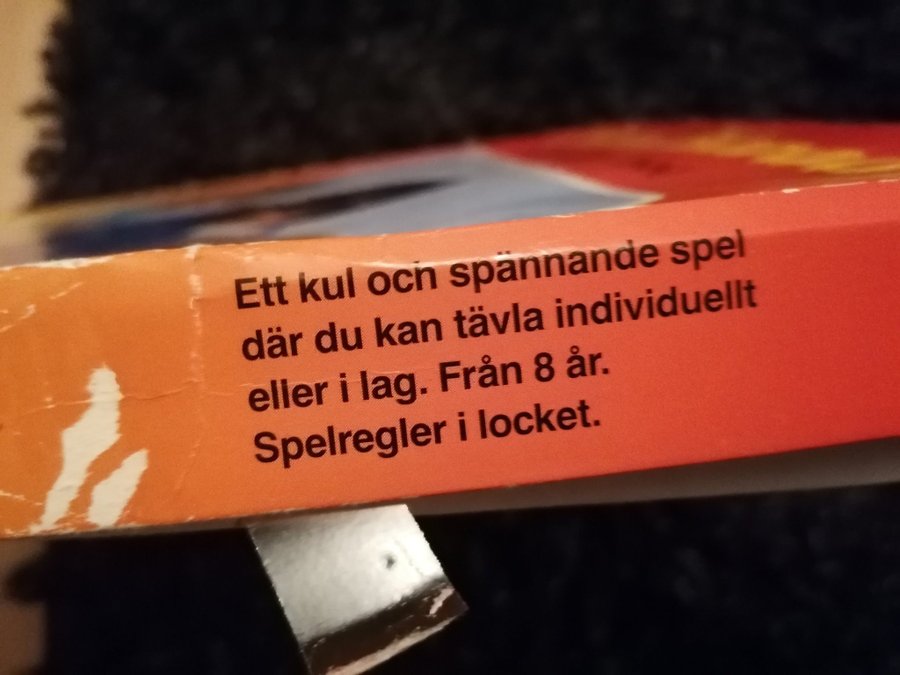 Ett kul och spännande spel
där du kan tävla individuellt
eller i lag. Från 8 år.
Spelregler i locket.